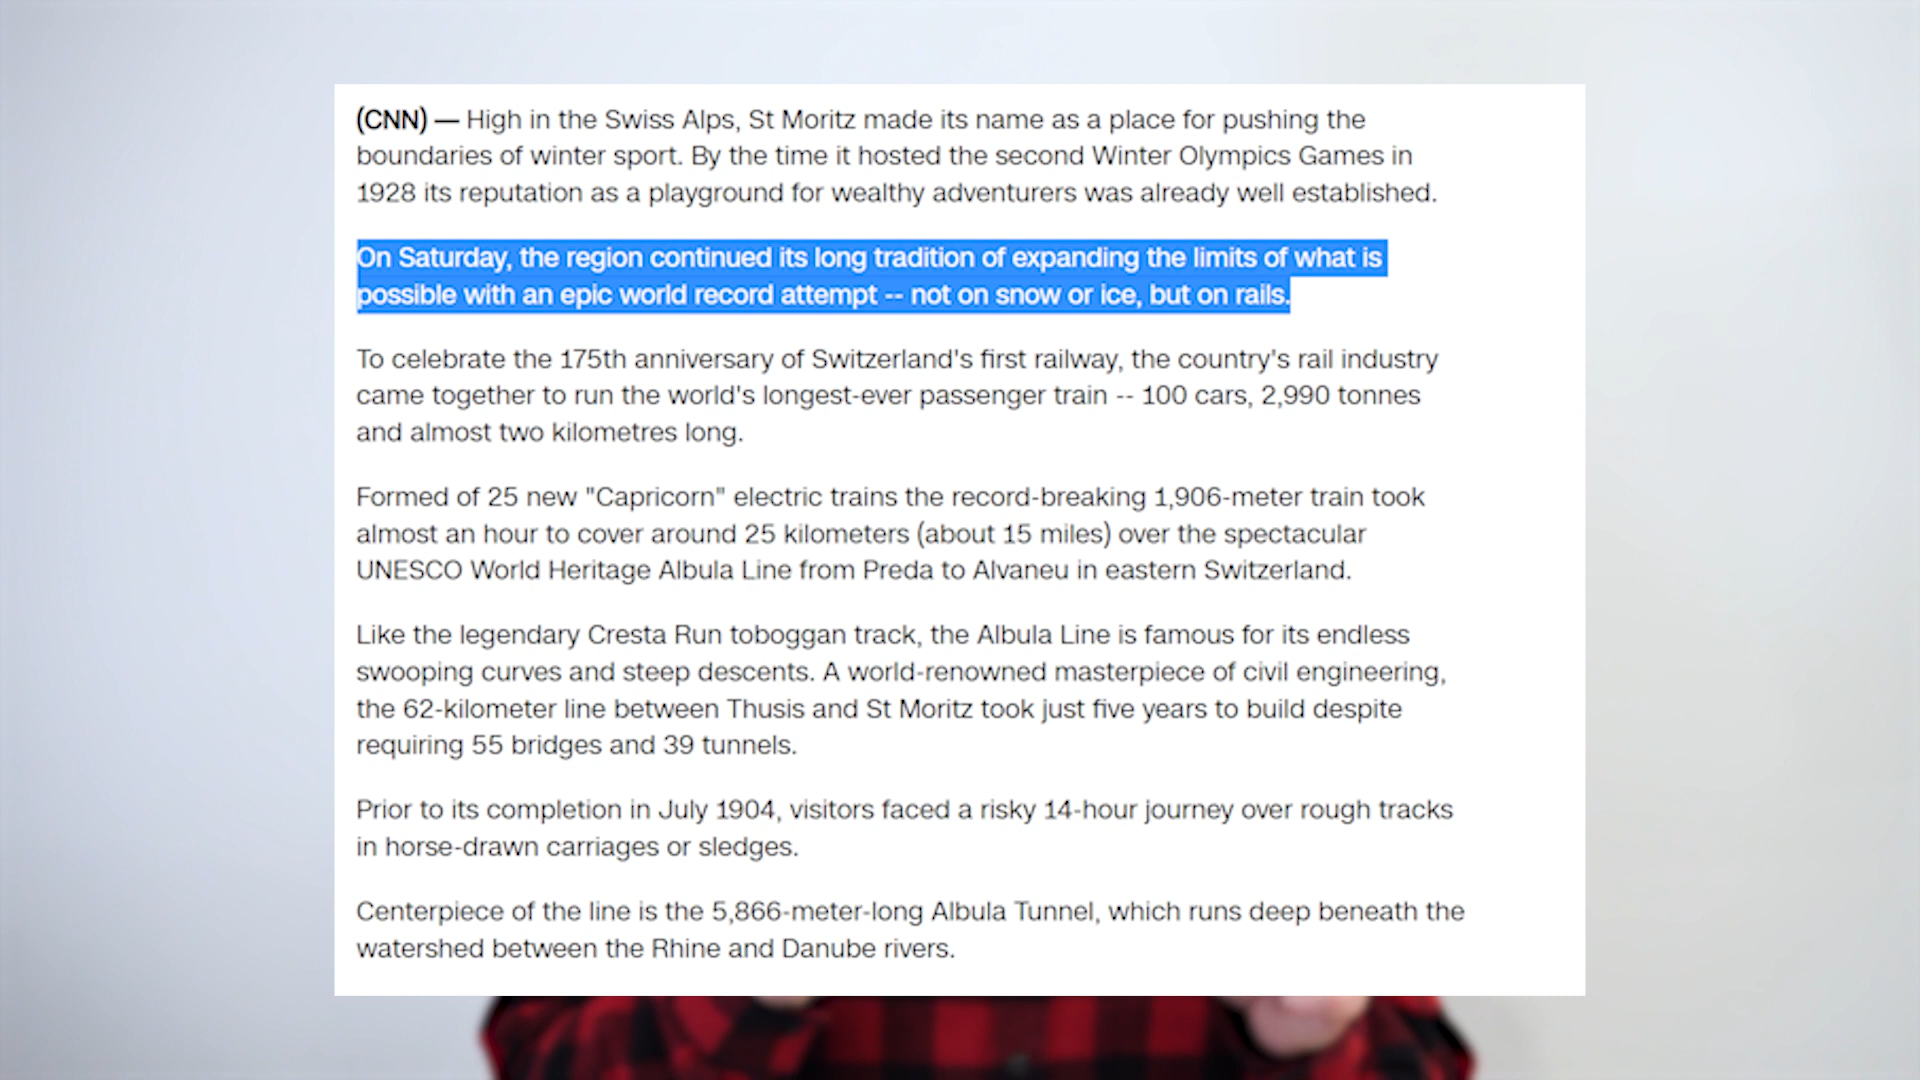 (CNN) — High in the Swiss Alps, St Moritz made its name as a place for pushing the
boundaries of winter sport. By the time it hosted the second Winter Olympics Games in
1928 its reputation as a playground for wealthy adventurers was already well established.
On Saturday, the region continued its long tradition of expanding the limits of what is
possible with an epic world record attempt -- not on snow or ice, but on rails.
To celebrate the 175th anniversary of Switzerland's first railway, the country's rail industry
came together to run the world's longest-ever passenger train -- 100 cars, 2,990 tonnes
and almost two kilometres long.
Formed of 25 new "Capricorn" electric trains the record-breaking 1,906-meter train took
almost an hour to cover around 25 kilometers (about 15 miles) over the spectacular
UNESCO World Heritage Albula Line from Preda to Alvaneu in eastern Switzerland.
Like the legendary Cresta Run toboggan track, the Albula Line is famous for its endless
swooping curves and steep descents. A world-renowned masterpiece of civil engineering,
the 62-kilometer line between Thusis and St Moritz took just five years to build despite
requiring 55 bridges and 39 tunnels.
Prior to its completion in July 1904, visitors faced a risky 14-hour journey over rough tracks
in horse-drawn carriages or sledges.
Centerpiece of the line is the 5,866-meter-long Albula Tunnel, which runs deep beneath the
watershed between the Rhine and Danube rivers.